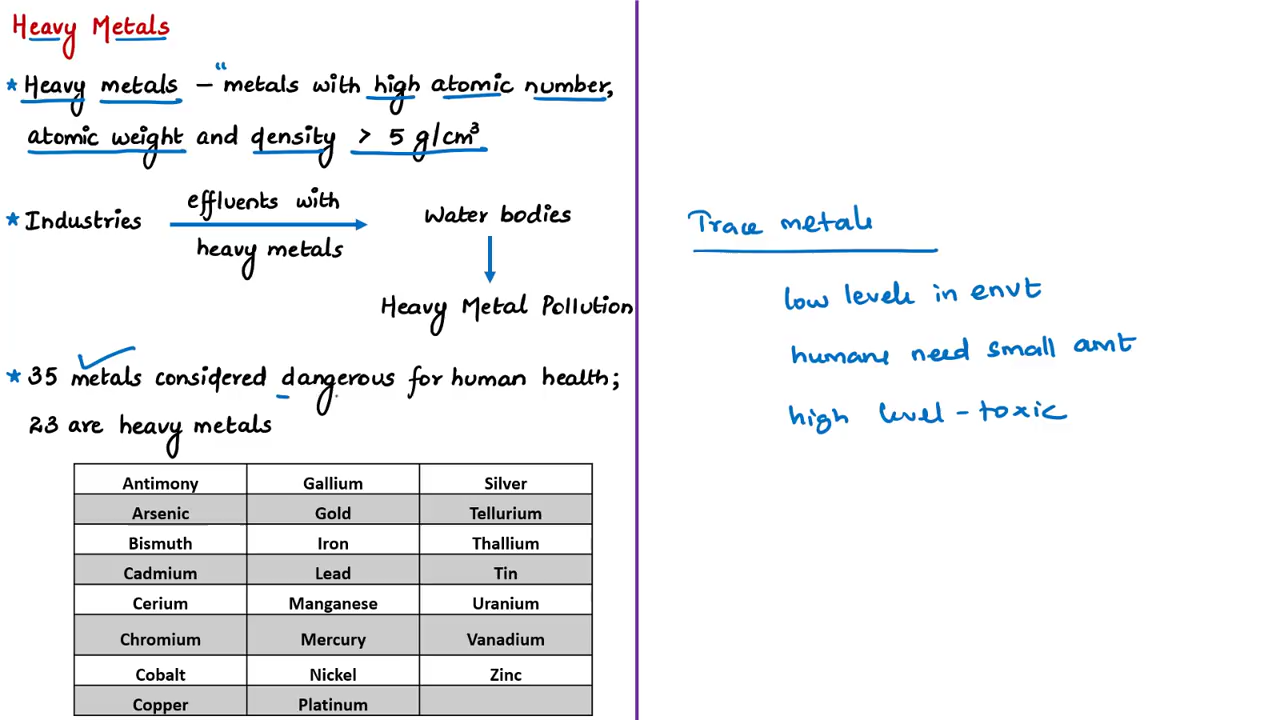 Heavy Metals
* Heavy metals – " metals with high atomic number,
atomic weight and density > 5 g/cm³
* Industries effluents with heavy metals Water bodies
Heavy Metal Pollution
* 35 metals considered dangerous for human health;
23 are heavy metals
Antimony Gallium Silver
Arsenic Gold Tellurium
Bismuth Iron Thallium
Cadmium Lead Tin
Cerium Manganese Uranium
Chromium Mercury Vanadium
Cobalt Nickel Zinc
Copper Platinum
Trace metals
low levels in envt
humans need small amt
high level – toxic